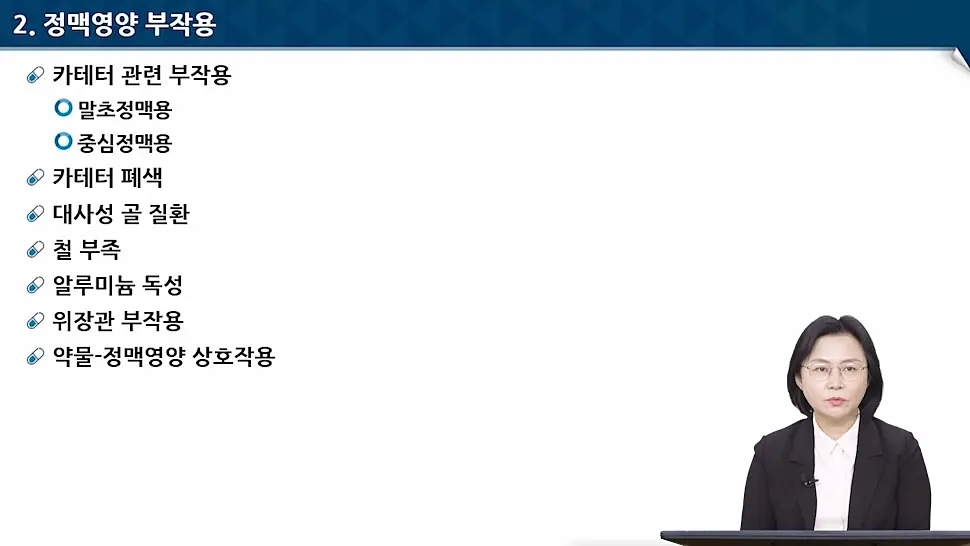 2. 정맥영양 부작용
카테터 관련 부작용
말초정맥용
중심정맥용
카테터 폐색
대사성 골 질환
철 부족
알루미늄 독성
위장관 부작용
약물-정맥영양 상호작용